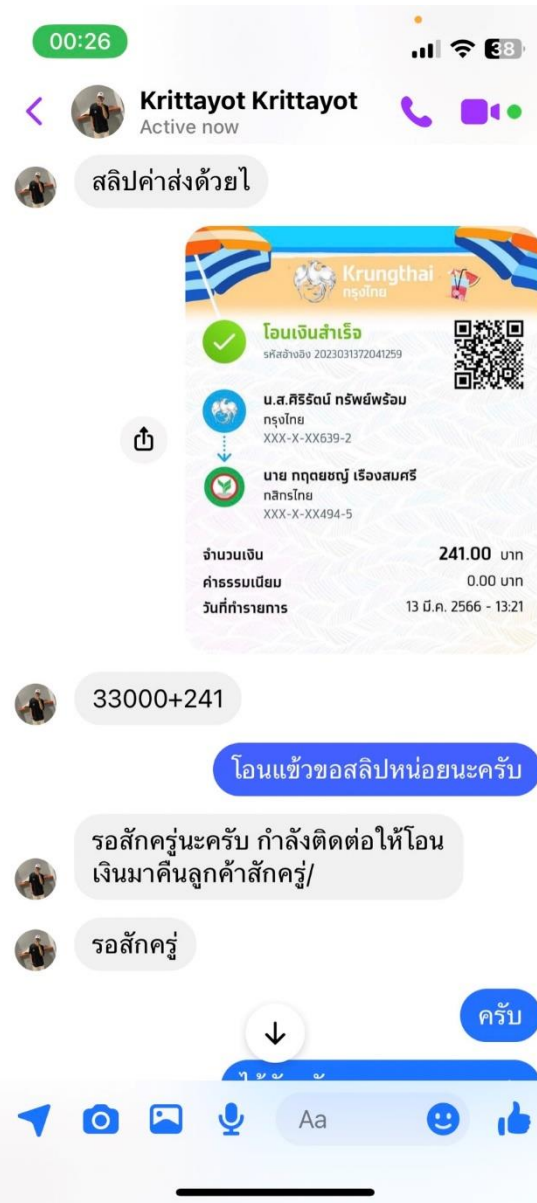 00:26
38
Krittayot Krittayot
Active now
สลิปค่าส่งด้วยไ
Krungthai
กรุงไทย
โอนเงินสำเร็จ
รหัสอ้างอิง 2023031372041259
น.ส.ศิริรัตน์ ทรัพย์พร้อม
กรุงไทย
XXX-X-XX639-2
นาย กฤตยชญ์ เรืองสมศรี
กสิกรไทย
XXX-X-XX494-5
จำนวนเงิน 241.00 บาท
ค่าธรรมเนียม 0.00 บาท
วันที่ทำรายการ 13 มี.ค. 2566 - 13:21
33000+241
โอนแข้วขอสลิปหน่อยนะครับ
รอสักครู่นะครับ กำลังติดต่อให้โอน
เงินมาคืนลูกค้าสักครู่/
รอสักครู่
ครับ
Aa